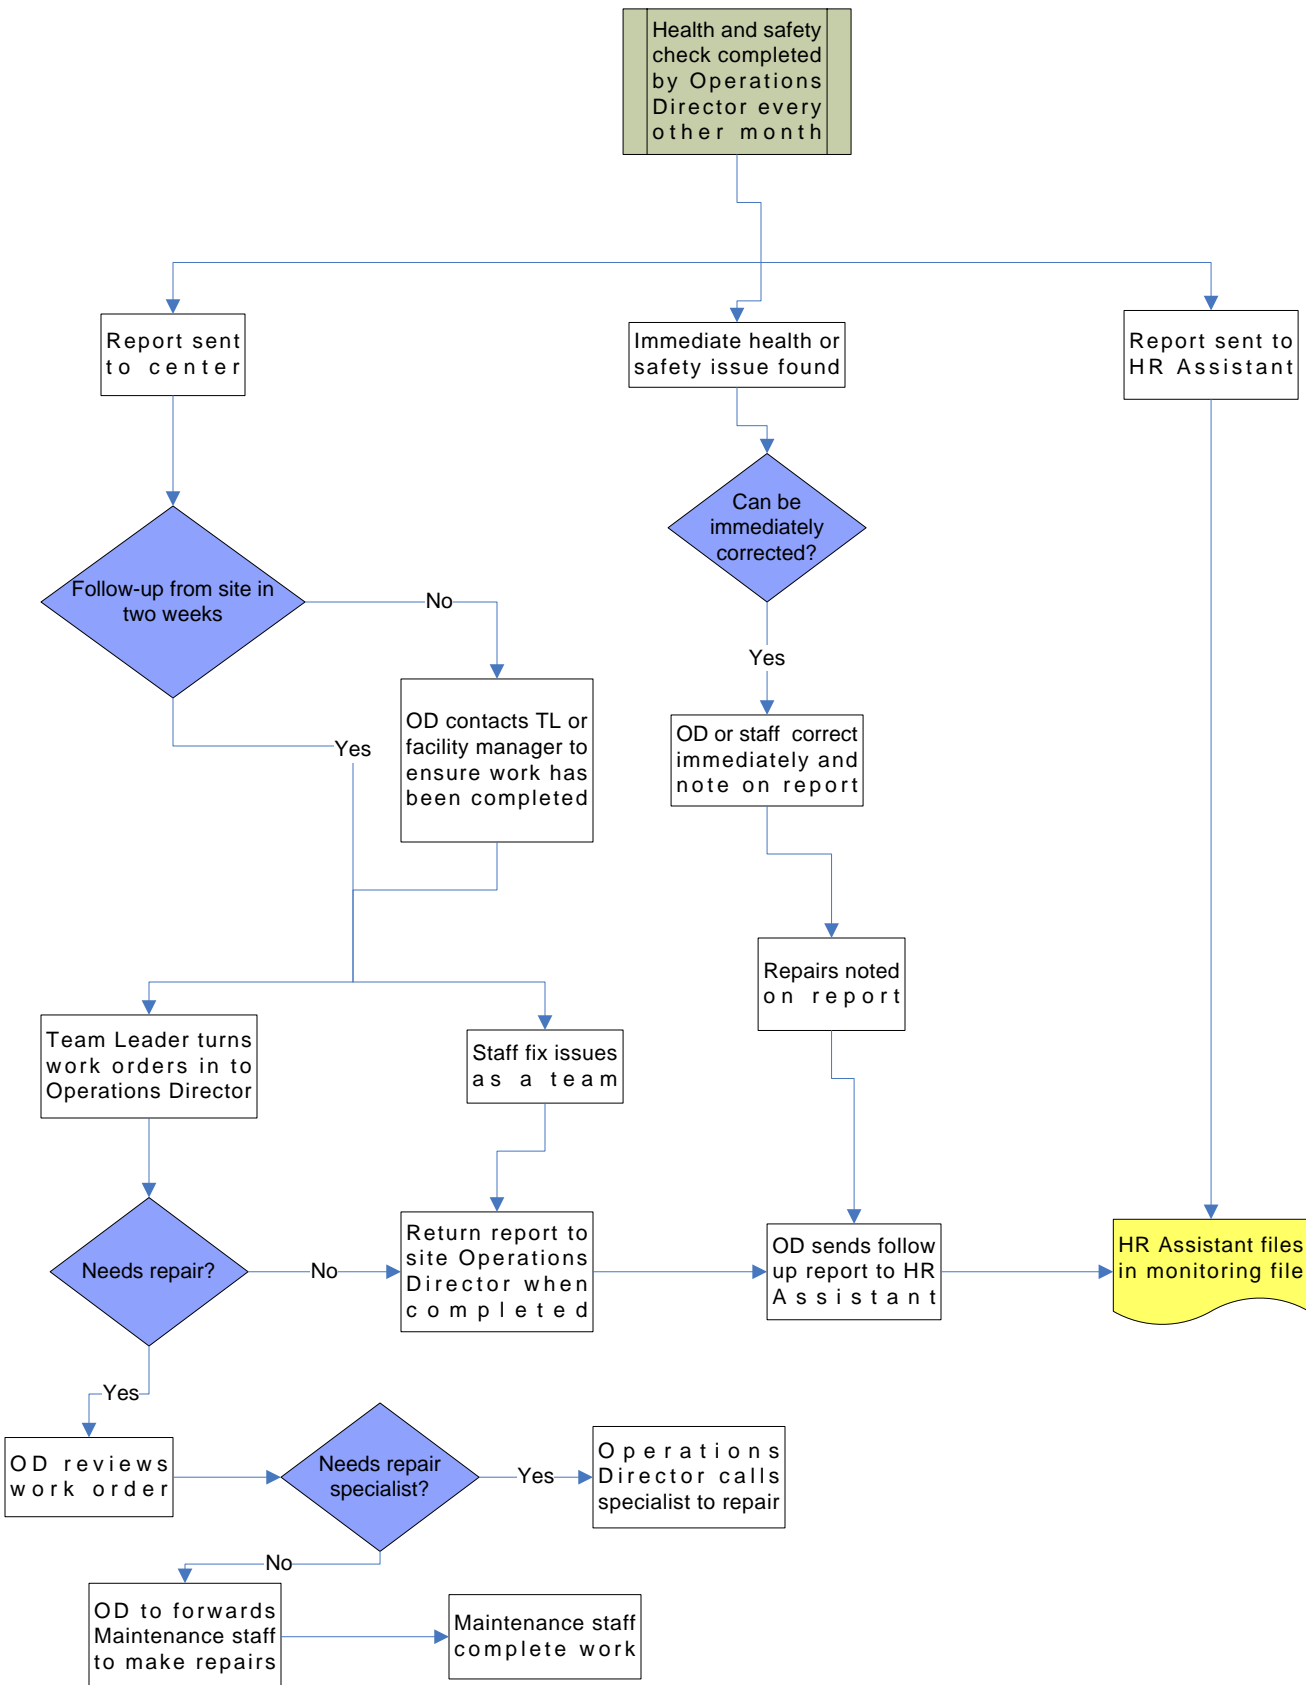 Health and safety
check completed
by Operations
Director every
other month
Report sent
to center
Immediate health or
safety issue found
Report sent to
HR Assistant
Can be
immediately
corrected?
Follow-up from site in
two weeks
No
Yes
Yes
OD contacts TL or
facility manager to
ensure work has
been completed
OD or staff correct
immediately and
note on report
Repairs noted
on report
Team Leader turns
work orders in to
Operations Director
Staff fix issues
as a team
Needs repair?
No
Return report to
site Operations
Director when
completed
OD sends follow
up report to HR
Assistant
HR Assistant files
in monitoring file
Yes
OD reviews
work order
Needs repair
specialist?
Yes
Operations
Director calls
specialist to repair
No
OD to forwards
Maintenance staff
to make repairs
Maintenance staff
complete work